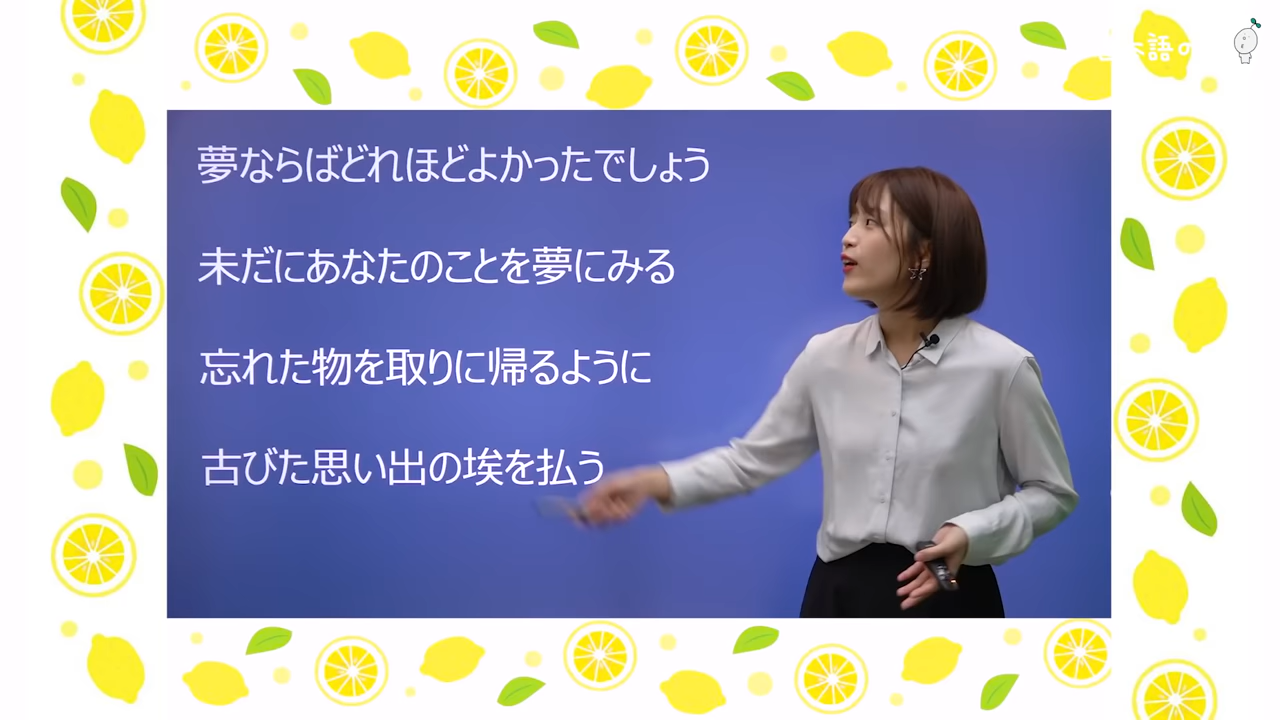 夢ならばどれほどよかったでしょう
未だにあなたのことを夢にみる
忘れた物を取りに帰るように
古びた思い出の埃を払う